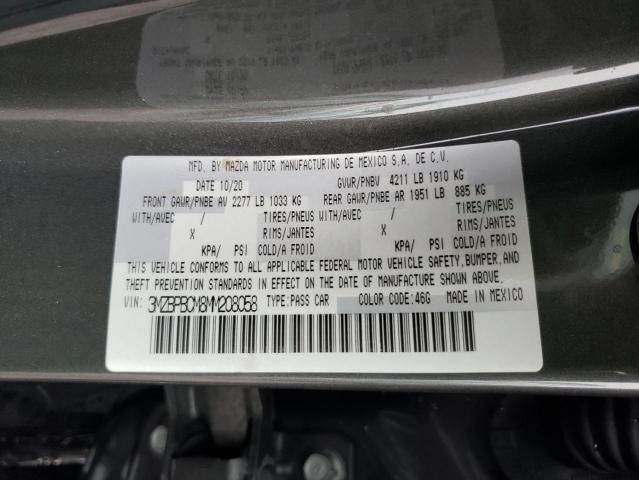 MFD. BY MAZDA MOTOR MANUFACTURING DE MEXICO S.A. DE C.V.
DATE 10/20 GVWR/PNBV 4211 LB 1910 KG
FRONT GAWR/PNBE AV 2277 LB 1033 KG REAR GAWR/PNBE AR 1951 LB 885 KG
WITH/AVEC / TIRES/PNEUS WITH/AVEC / TIRES/PNEUS
X RIMS/JANTES X RIMS/JANTES
KPA/ PSI COLD/A FROID KPA/ PSI COLD/A FROID
THIS VEHICLE CONFORMS TO ALL APPLICABLE FEDERAL MOTOR VEHICLE SAFETY,BUMPER,AND
THEFT PREVENTION STANDARDS IN EFFECT ON THE DATE OF MANUFACTURE SHOWN ABOVE.
VIN: 3MZBPBCM8MM208058 TYPE:PASS CAR COLOR CODE:46G MADE IN MEXICO